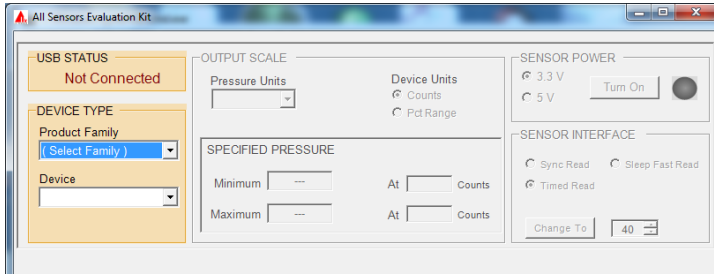 All Sensors Evaluation Kit
USB STATUS
Not Connected
DEVICE TYPE
Product Family
( Select Family )
Device
OUTPUT SCALE
Pressure Units
Device Units
Counts
Pct Range
SPECIFIED PRESSURE
Minimum --- At Counts
Maximum --- At Counts
SENSOR POWER
3.3 V
5 V
Turn On
SENSOR INTERFACE
Sync Read Sleep Fast Read
Timed Read
Change To 40